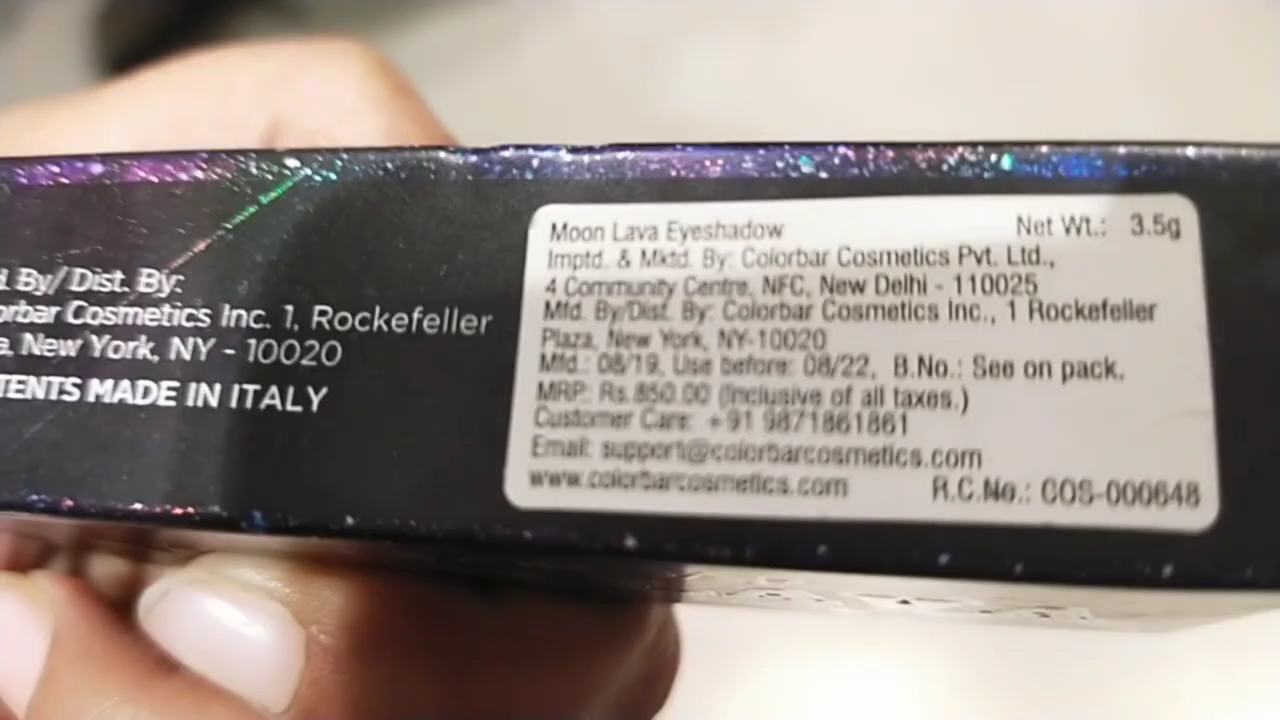 By/ Dist. By:
orbar Cosmetics Inc. 1, Rockefeller
a, New York, NY - 10020
TENTS MADE IN ITALY
Moon Lava Eyeshadow Net Wt.: 3.5g
Imptd. & Mktd. By: Colorbar Cosmetics Pvt. Ltd.,
4 Community Centre, NFC, New Delhi - 110025
Mfd. By/Dist. By: Colorbar Cosmetics Inc., 1 Rockefeller
Plaza, New York, NY-10020
Mfd.: 08/19, Use before: 08/22, B.No.: See on pack.
MRP: Rs.850.00 (Inclusive of all taxes.)
Customer Care: +91 9871861861
Email: support@colorbarcosmetics.com
www.colorbarcosmetics.com R.C.No.: COS-000648